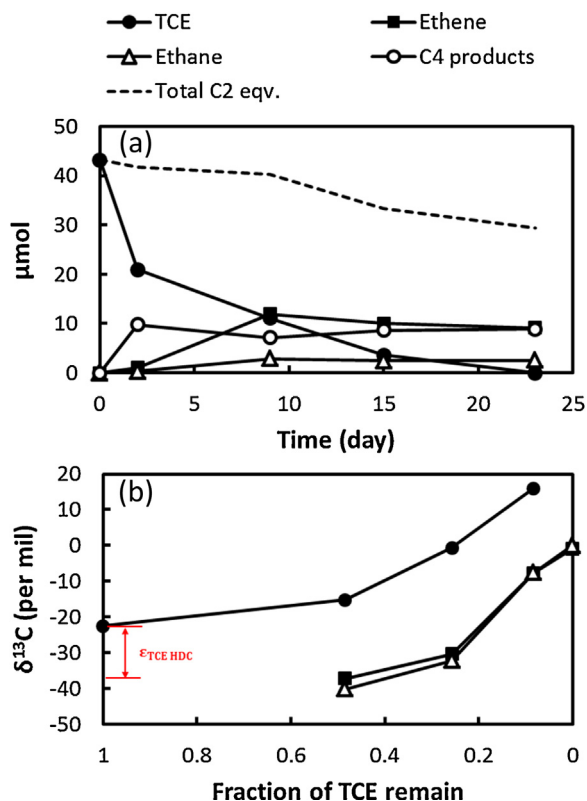 TCE Ethene
Ethane C4 products
Total C2 eqv.
(a)
50
40
30
20
10
0
µmol
0 5 10 15 20 25
Time (day)
(b)
20
10
0
-10
-20
-30
-40
-50
δ¹³C (per mil)
εTCE HDC
1 0.8 0.6 0.4 0.2 0
Fraction of TCE remain